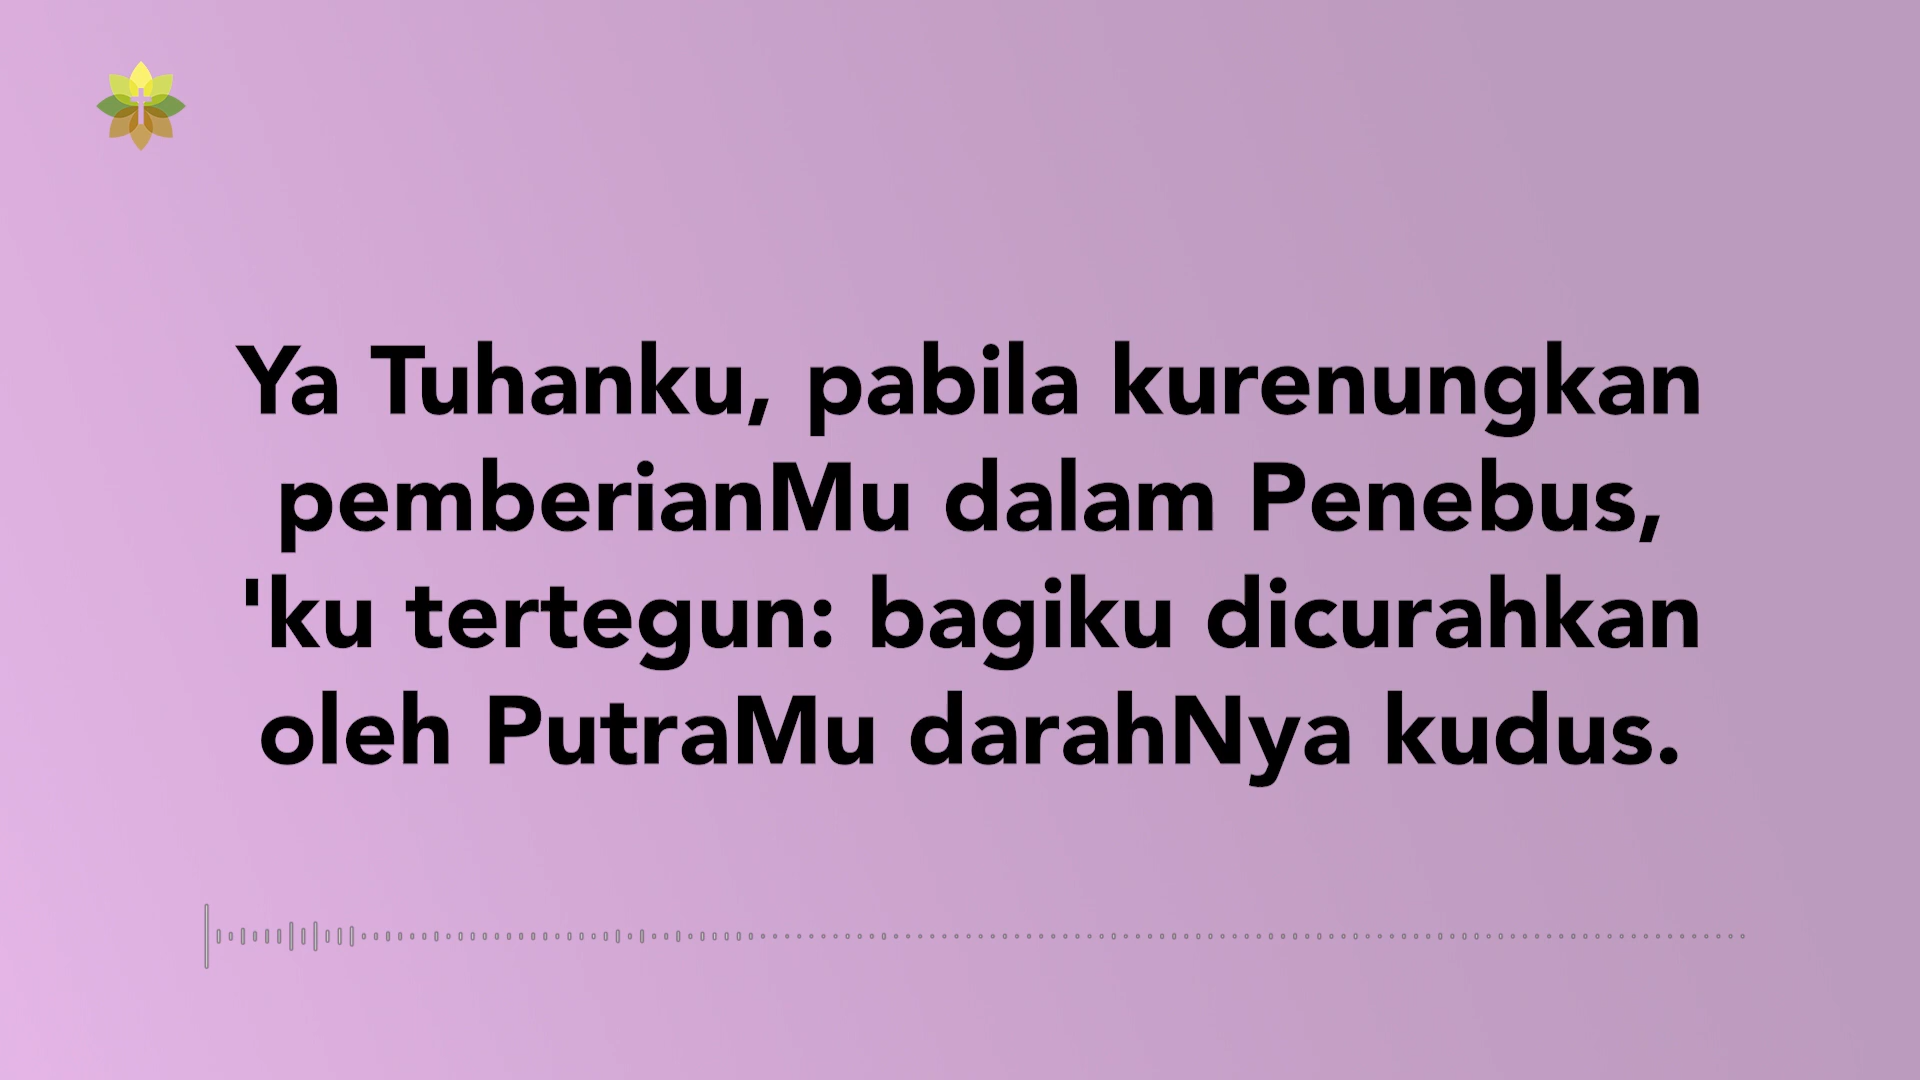 Ya Tuhanku, pabila kurenungkan
pemberianMu dalam Penebus,
'ku tertegun: bagiku dicurahkan
oleh PutraMu darahNya kudus.